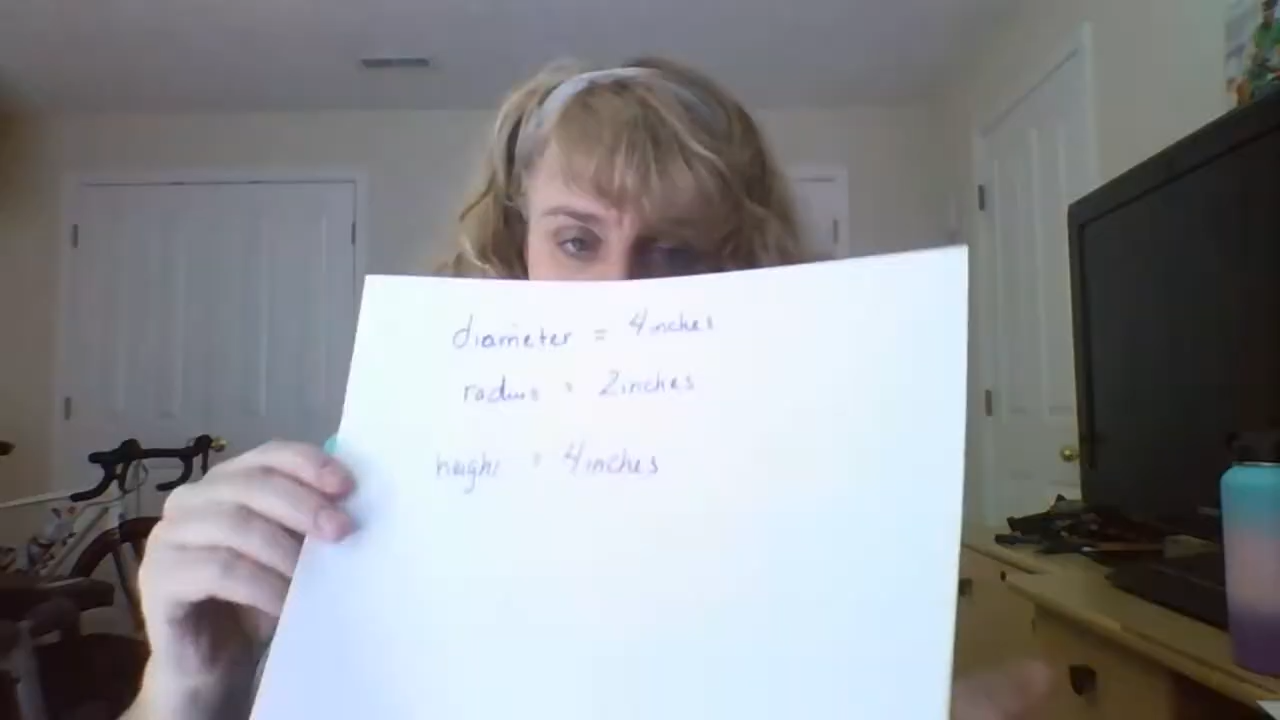 diameter = 4 inches
radius = 2 inches
height = 4 inches